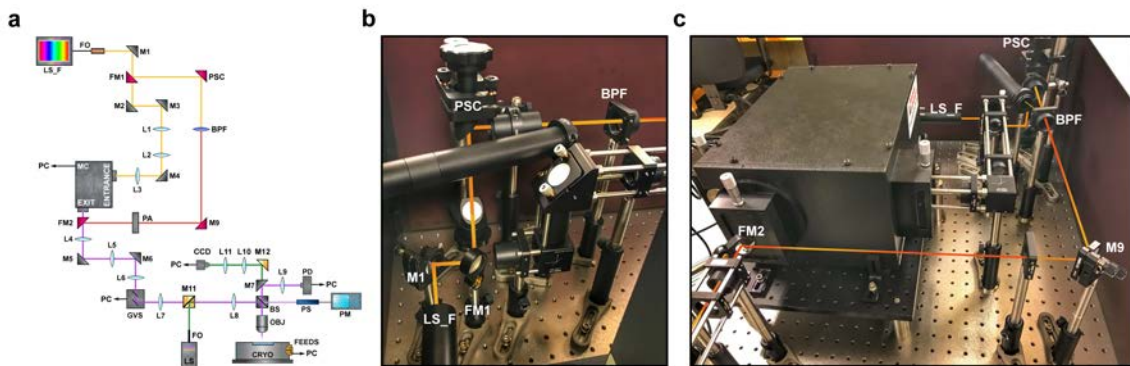 a
FO
M1
LS_F
FM1
PSC
M2
M3
L1
BPF
L2
PC
MC
ENTRANCE
EXIT
L3
M4
FM2
PA
M9
L4
L5
M5
M6
L6
CCD
L11
L10
M12
PC
M7
L9
PD
PC
PC
GVS
L7
M11
L8
BS
PS
PM
OBJ
FO
LS
CRYO
FEEDS
PC
b
PSC
BPF
M1
LS_F
FM1
c
PSC
LS_F
BPF
FM2
M9